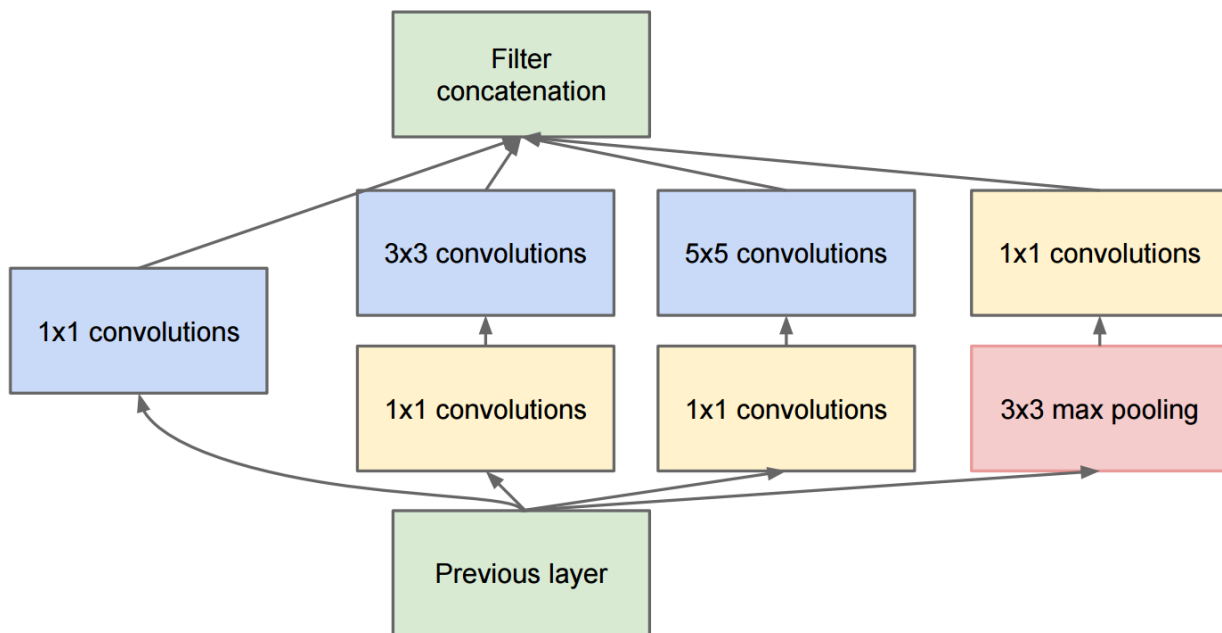 Filter
concatenation
3x3 convolutions
5x5 convolutions
1x1 convolutions
1x1 convolutions
1x1 convolutions
1x1 convolutions
3x3 max pooling
Previous layer